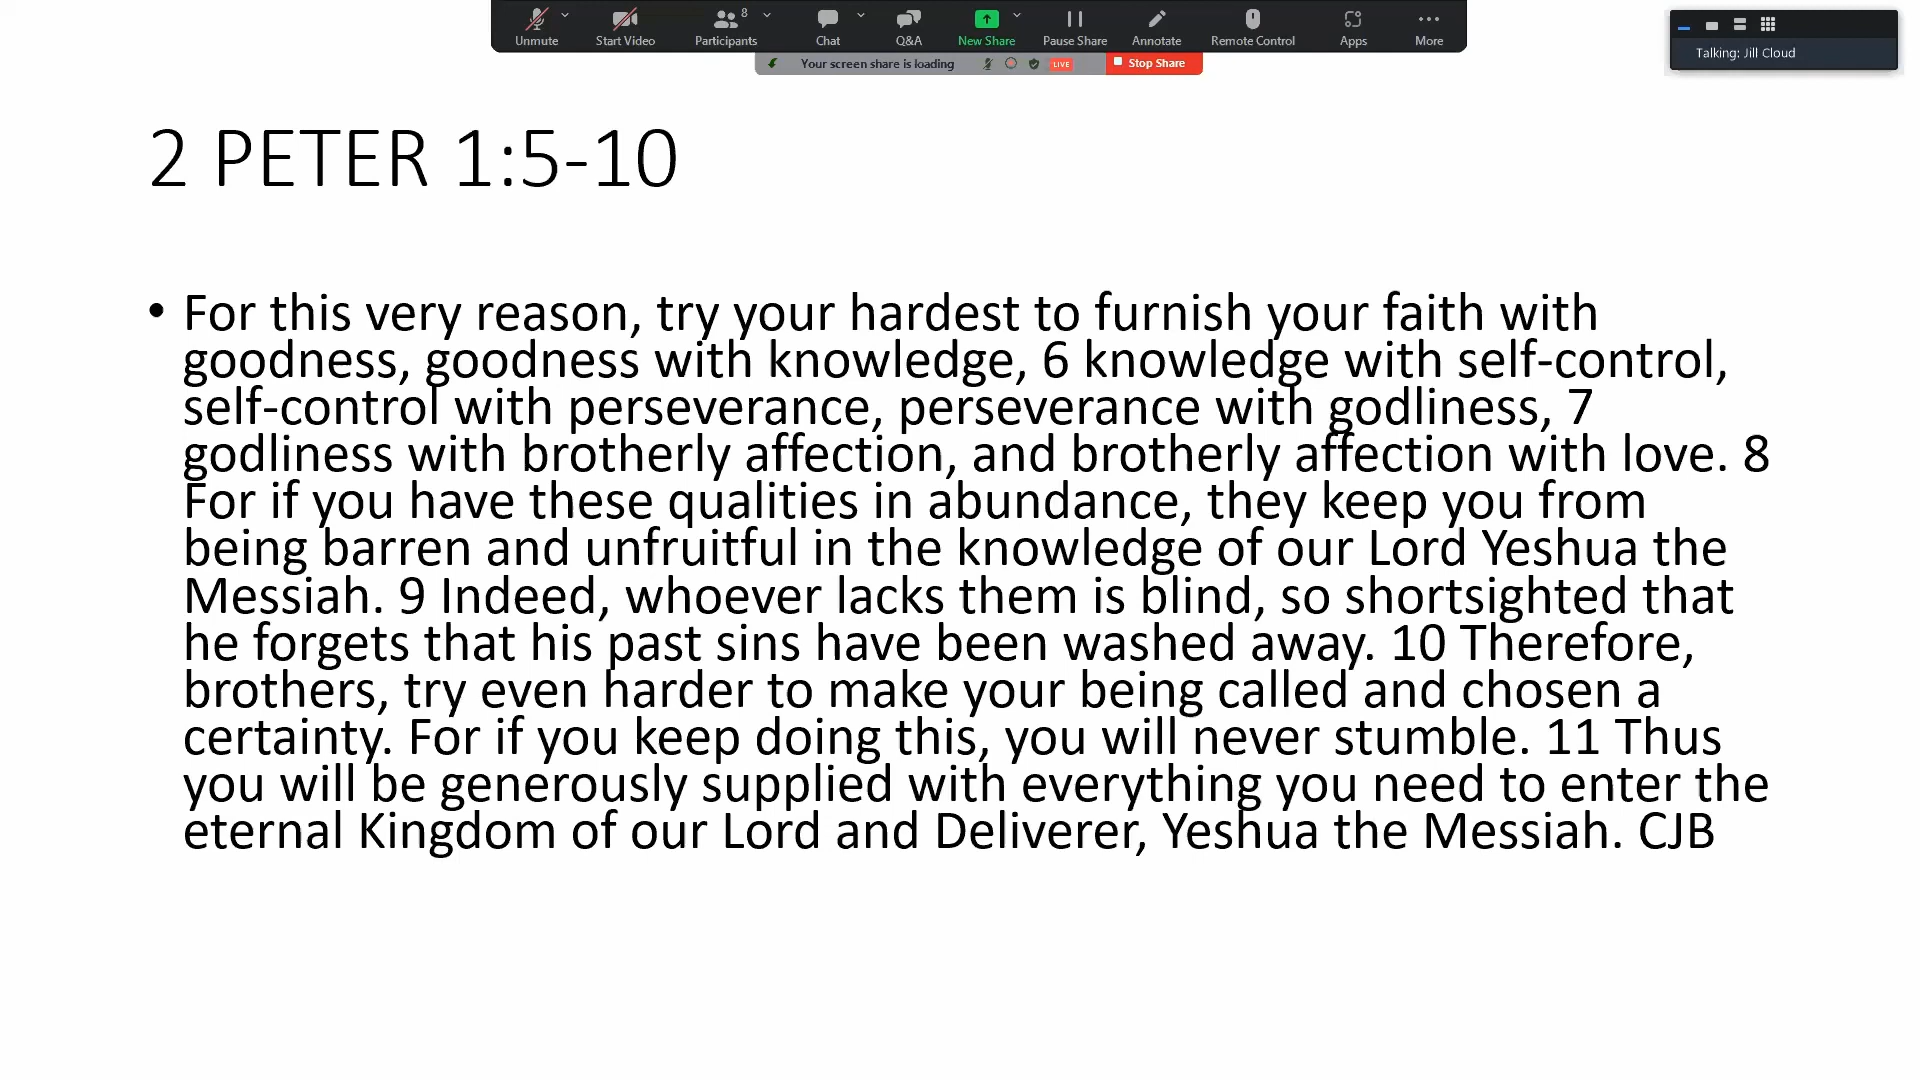 8
Unmute Start Video Participants Chat Q&A New Share Pause Share Annotate Remote Control Apps More
Your screen share is loading LIVE Stop Share
Talking: Jill Cloud
2 PETER 1:5-10
• For this very reason, try your hardest to furnish your faith with
goodness, goodness with knowledge, 6 knowledge with self-control,
self-control with perseverance, perseverance with godliness, 7
godliness with brotherly affection, and brotherly affection with love. 8
For if you have these qualities in abundance, they keep you from
being barren and unfruitful in the knowledge of our Lord Yeshua the
Messiah. 9 Indeed, whoever lacks them is blind, so shortsighted that
he forgets that his past sins have been washed away. 10 Therefore,
brothers, try even harder to make your being called and chosen a
certainty. For if you keep doing this, you will never stumble. 11 Thus
you will be generously supplied with everything you need to enter the
eternal Kingdom of our Lord and Deliverer, Yeshua the Messiah. CJB